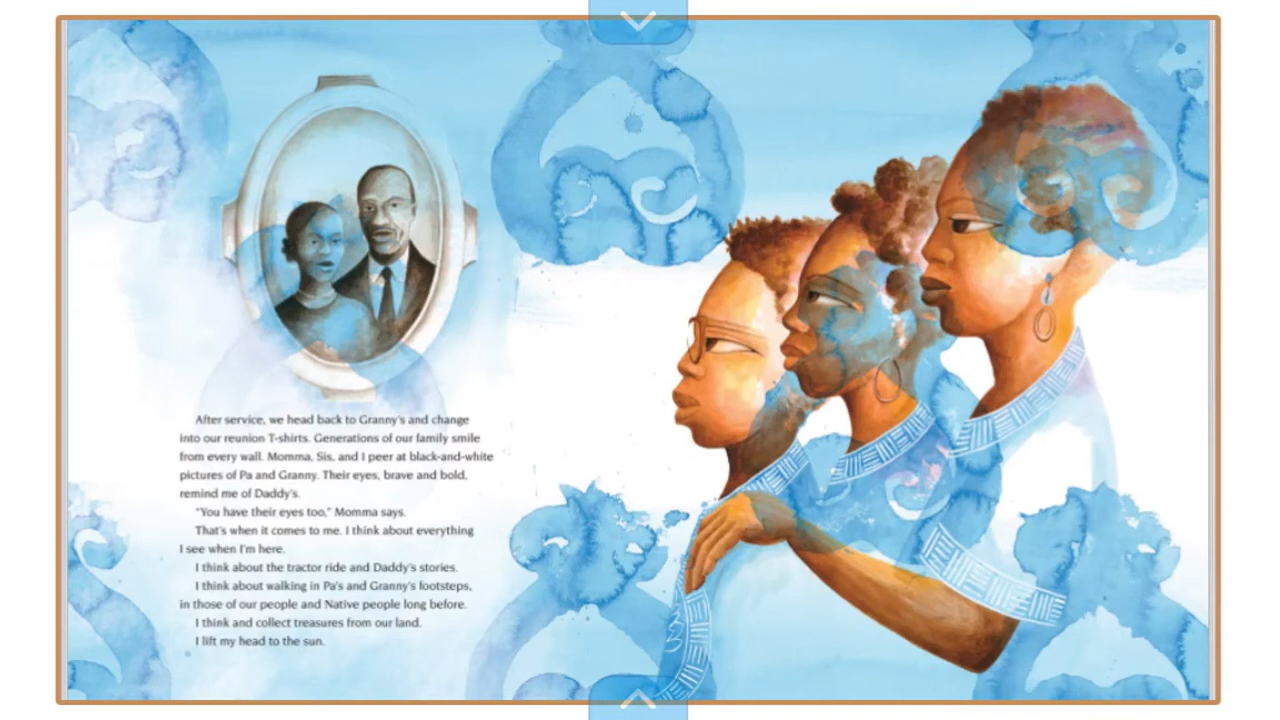 After service, we head back to Granny's and change
into our reunion T-shirts. Generations of our family smile
from every wall. Momma, Sis, and I peer at black-and-white
pictures of Pa and Granny. Their eyes, brave and bold,
remind me of Daddy's.
"You have their eyes too," Momma says.
That's when it comes to me. I think about everything
I see when I'm here.
I think about the tractor ride and Daddy's stories.
I think about walking in Pa's and Granny's footsteps,
in those of our people and Native people long before.
I think and collect treasures from our land.
I lift my head to the sun.